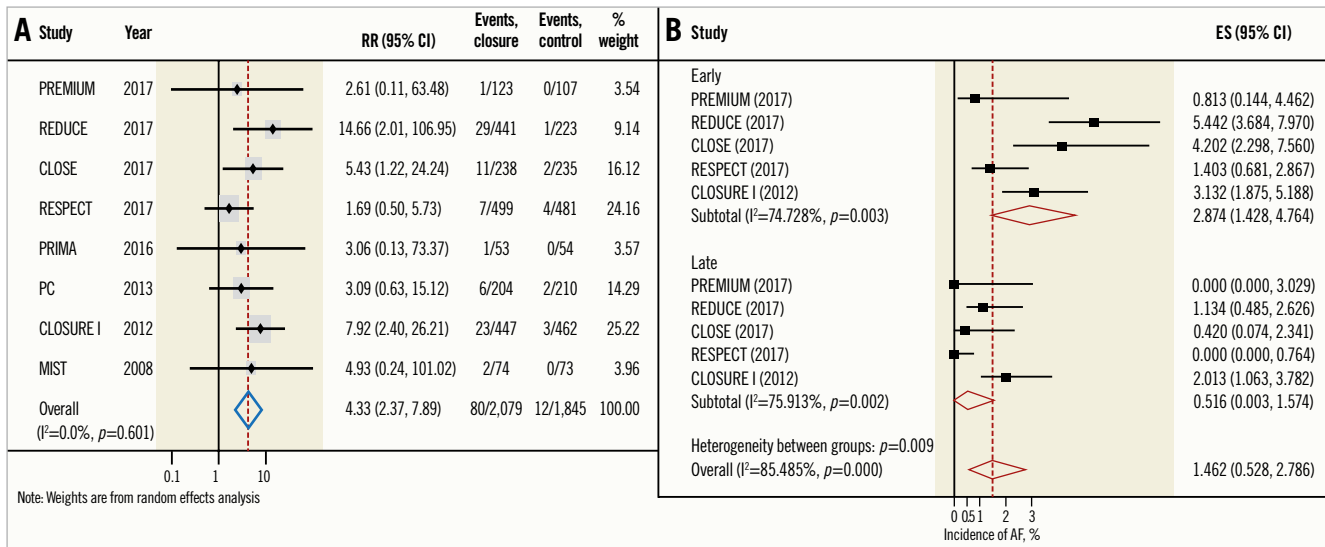 A Study Year RR (95% CI) Events, closure Events, control % weight
PREMIUM 2017 2.61 (0.11, 63.48) 1/123 0/107 3.54
REDUCE 2017 14.66 (2.01, 106.95) 29/441 1/223 9.14
CLOSE 2017 5.43 (1.22, 24.24) 11/238 2/235 16.12
RESPECT 2017 1.69 (0.50, 5.73) 7/499 4/481 24.16
PRIMA 2016 3.06 (0.13, 73.37) 1/53 0/54 3.57
PC 2013 3.09 (0.63, 15.12) 6/204 2/210 14.29
CLOSURE I 2012 7.92 (2.40, 26.21) 23/447 3/462 25.22
MIST 2008 4.93 (0.24, 101.02) 2/74 0/73 3.96
Overall 4.33 (2.37, 7.89) 80/2,079 12/1,845 100.00
(I²=0.0%, p=0.601)
0.1 1 10
Note: Weights are from random effects analysis
B Study ES (95% CI)
Early
PREMIUM (2017) 0.813 (0.144, 4.462)
REDUCE (2017) 5.442 (3.684, 7.970)
CLOSE (2017) 4.202 (2.298, 7.560)
RESPECT (2017) 1.403 (0.681, 2.867)
CLOSURE I (2012) 3.132 (1.875, 5.188)
Subtotal (I²=74.728%, p=0.003) 2.874 (1.428, 4.764)
Late
PREMIUM (2017) 0.000 (0.000, 3.029)
REDUCE (2017) 1.134 (0.485, 2.626)
CLOSE (2017) 0.420 (0.074, 2.341)
RESPECT (2017) 0.000 (0.000, 0.764)
CLOSURE I (2012) 2.013 (1.063, 3.782)
Subtotal (I²=75.913%, p=0.002) 0.516 (0.003, 1.574)
Heterogeneity between groups: p=0.009
Overall (I²=85.485%, p=0.000) 1.462 (0.528, 2.786)
0 0.5 1 2 3
Incidence of AF, %